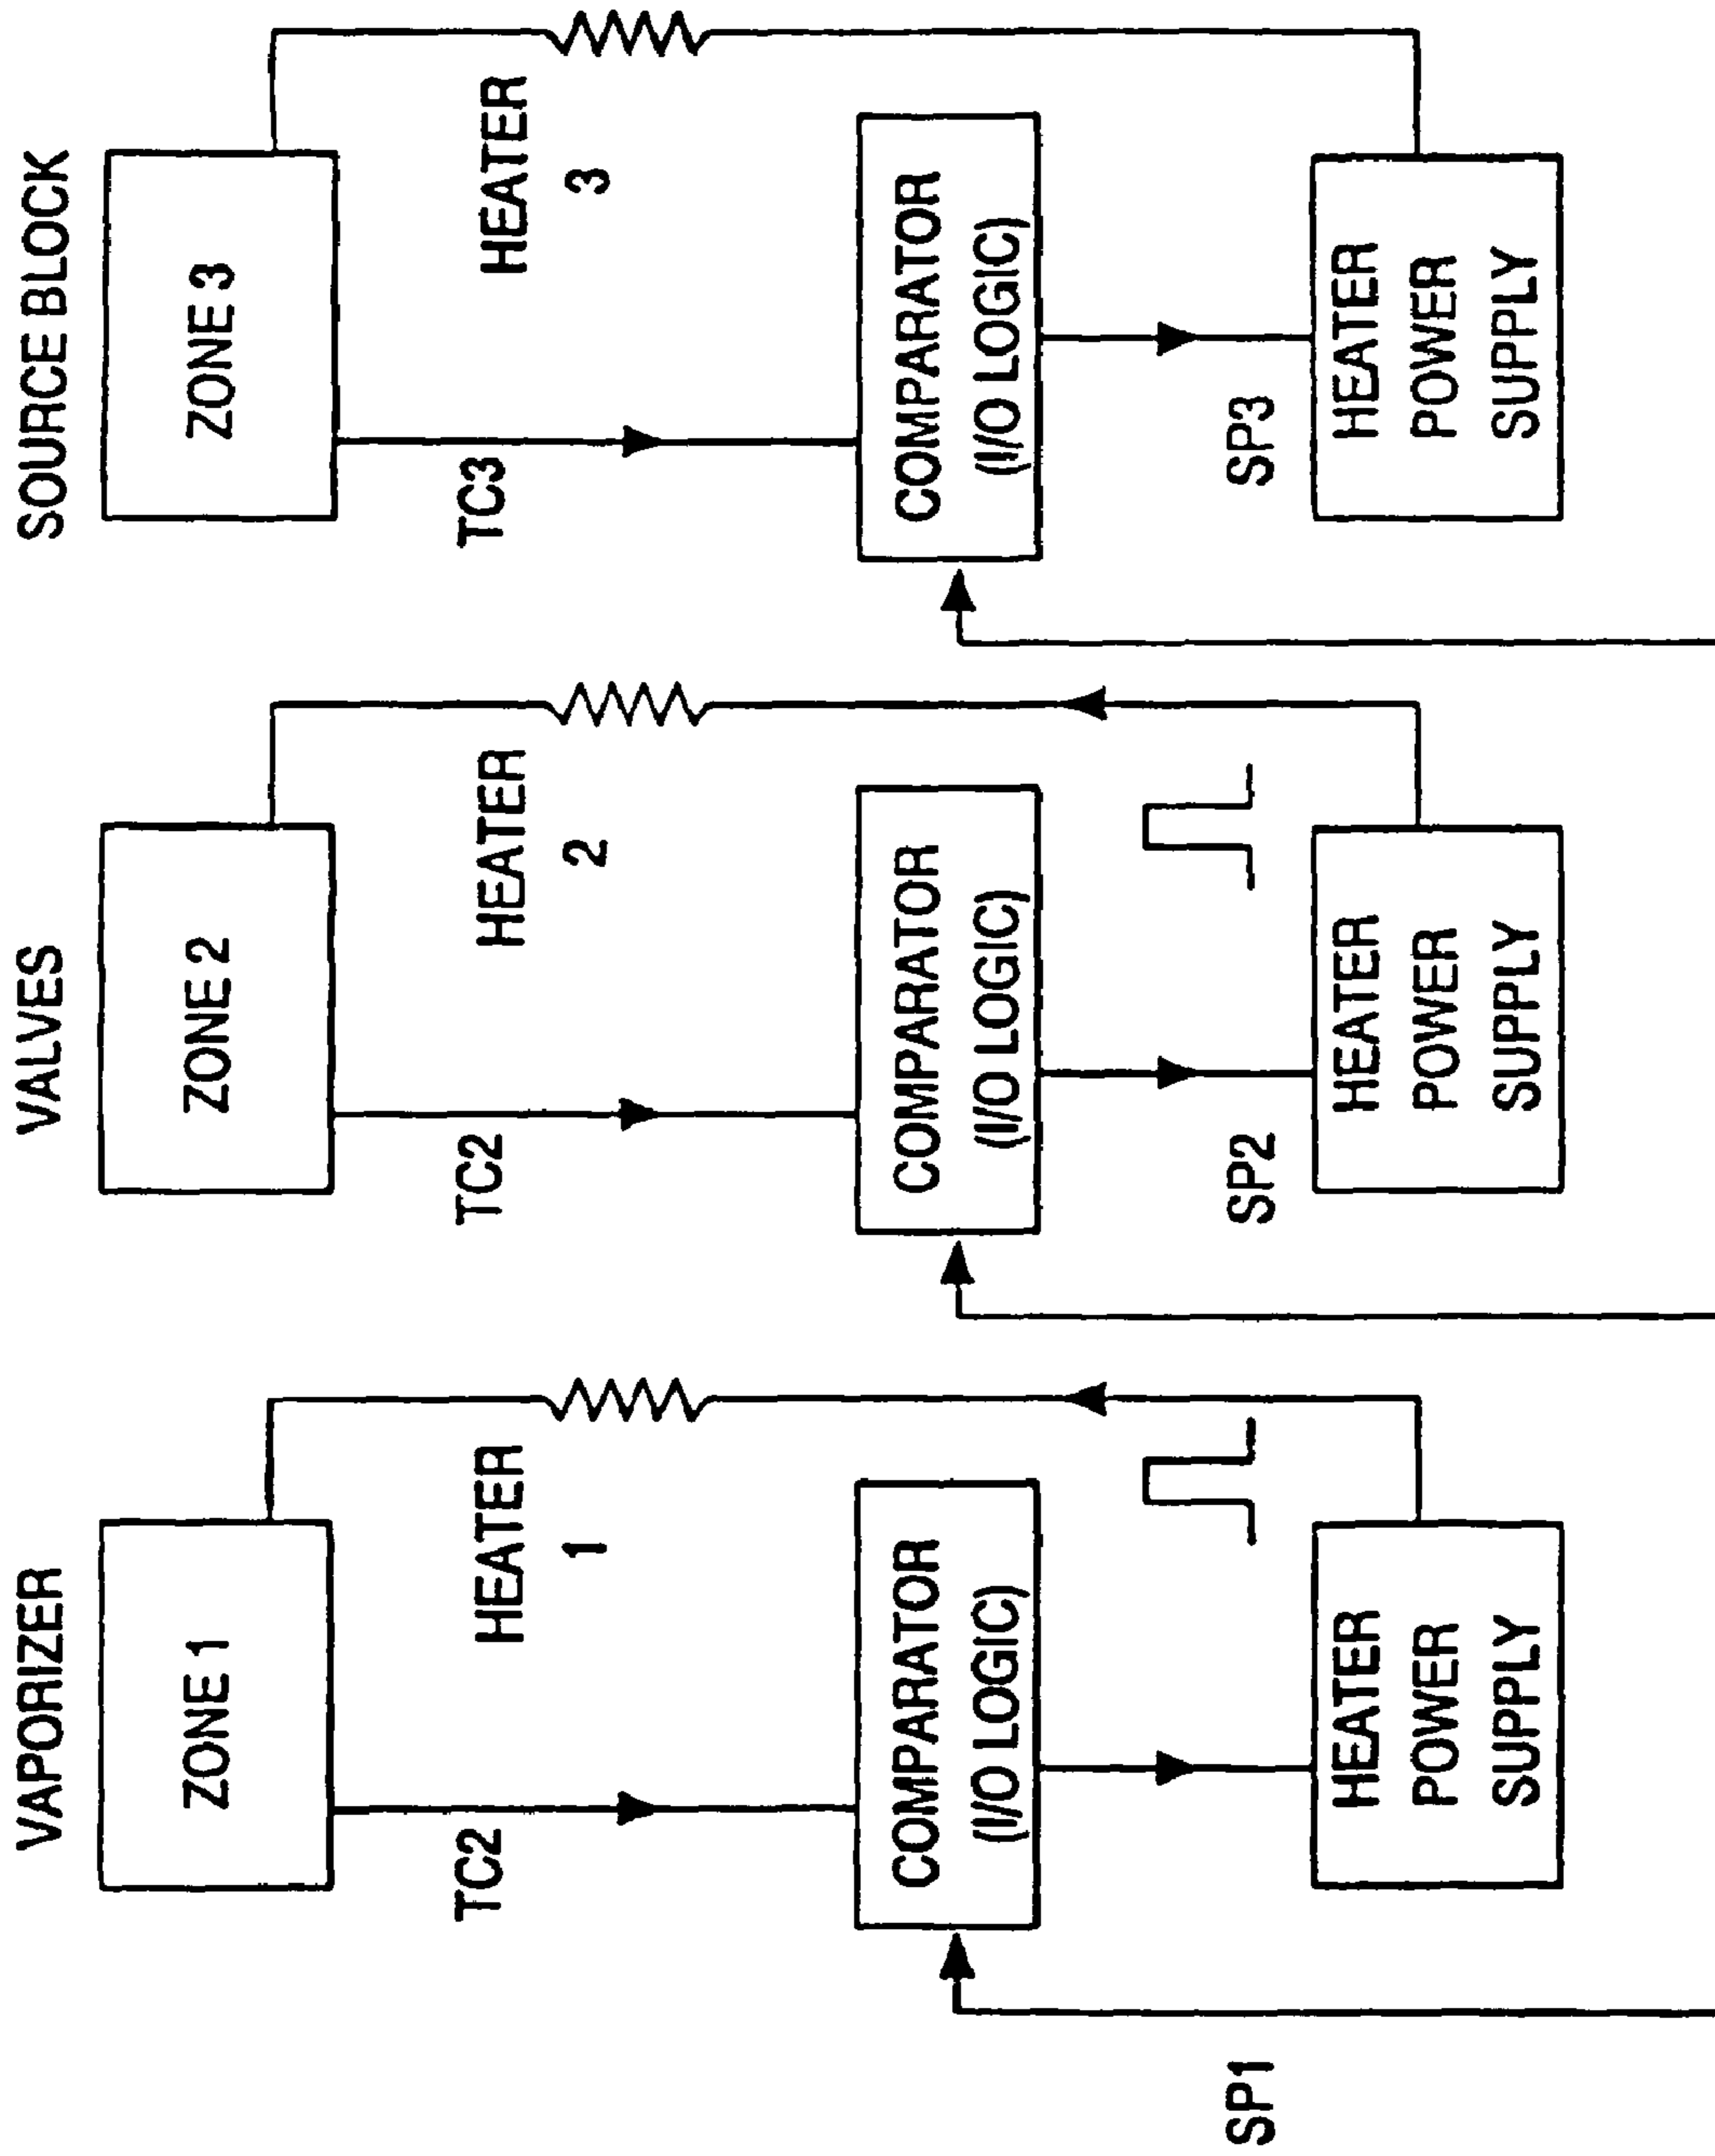 VAPORIZER
ZONE 1
TC2
HEATER
1
COMPARATOR
(I/O LOGIC)
SP1
HEATER
POWER
SUPPLY
VALVES
ZONE 2
TC2
HEATER
2
COMPARATOR
(I/O LOGIC)
SP2
HEATER
POWER
SUPPLY
SOURCE BLOCK
ZONE 3
TC3
HEATER
3
COMPARATOR
(I/O LOGIC)
SP3
HEATER
POWER
SUPPLY